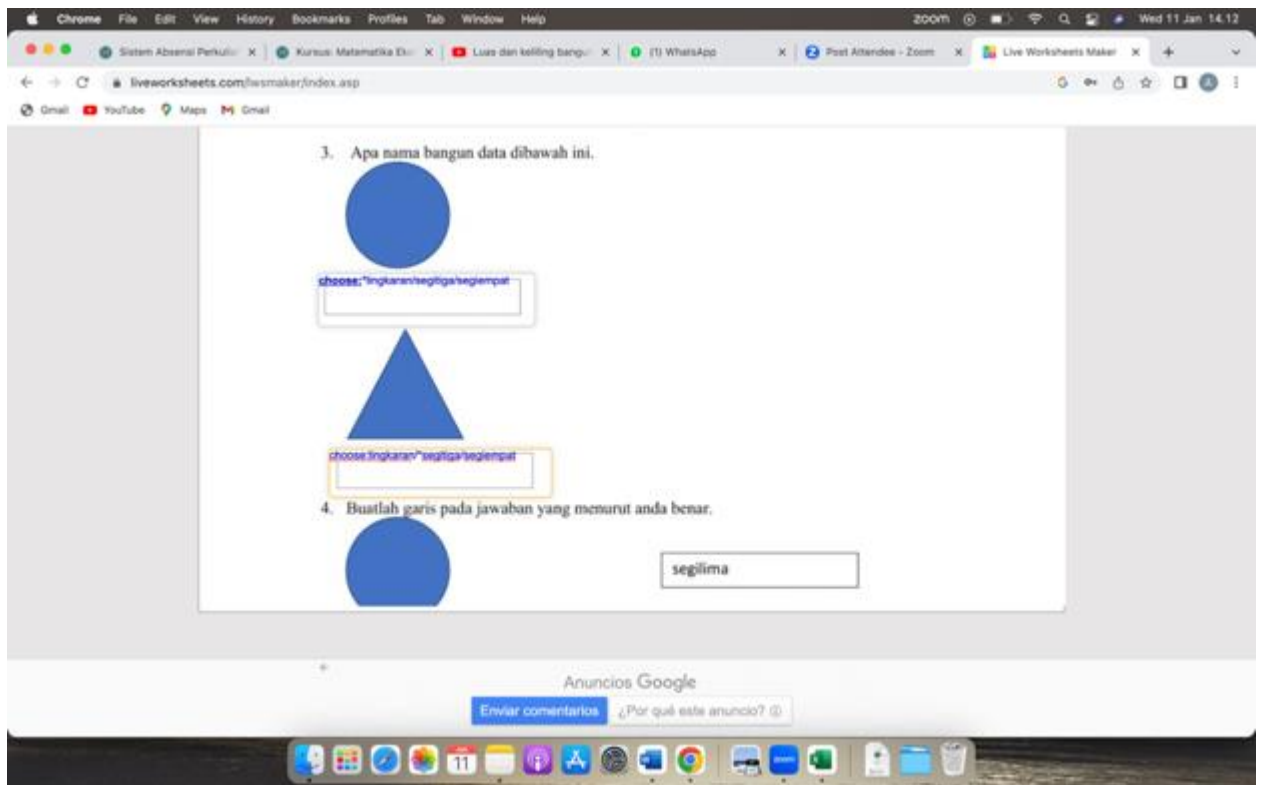 Chrome File Edit View History Bookmarks Profiles Tab Window Help zoom Wed 11 Jan 14.12
Sistem Absensi Perkulia Kursus: Matematika Luas dan keliling bangu (1) WhatsApp Post Attendee - Zoom Live Worksheets Maker
liveworksheets.com/lwsmaker/index.asp
Gmail YouTube Maps Gmail
3. Apa nama bangun data dibawah ini.
choose:*lingkaran/segitiga/segiempat
choose:lingkaran/*segitiga/segiempat
4. Buatlah garis pada jawaban yang menurut anda benar.
segilima
Anuncios Google
Enviar comentarios ¿Por qué este anuncio?
JAN
11
zoom